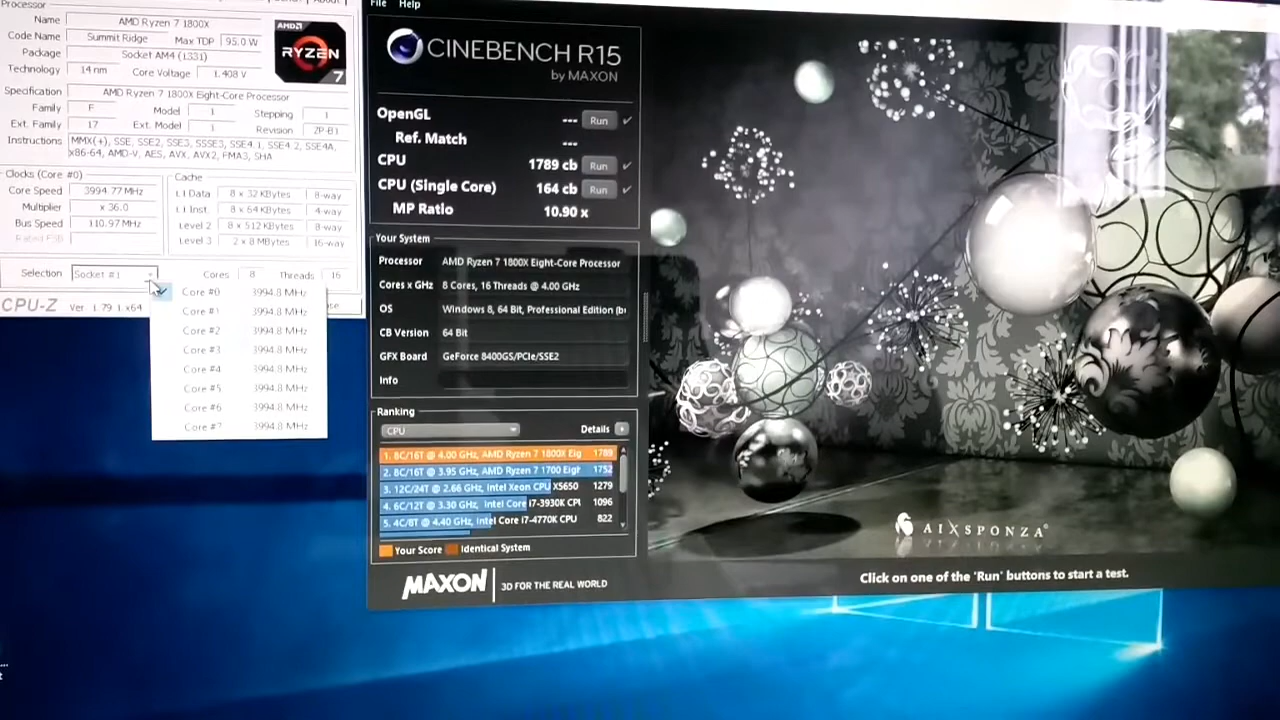 Processor
Name AMD Ryzen 7 1800X
Code Name Summit Ridge Max TDP 95.0 W
Package Socket AM4 (1331)
Technology 14 nm Core Voltage 1.408 V
AMD
RYZEN
7
Specification AMD Ryzen 7 1800X Eight-Core Processor
Family F Model 1 Stepping 1
Ext. Family 17 Ext. Model 1 Revision ZP-B1
Instructions MMX(+), SSE, SSE2, SSE3, SSSE3, SSE4.1, SSE4.2, SSE4A,
x86-64, AMD-V, AES, AVX, AVX2, FMA3, SHA
Clocks (Core #0)
Core Speed 3994.77 MHz
Multiplier x 36.0
Bus Speed 110.97 MHz
Rated FSB
Cache
L1 Data 8 x 32 KBytes 8-way
L1 Inst. 8 x 64 KBytes 4-way
Level 2 8 x 512 KBytes 8-way
Level 3 2 x 8 MBytes 16-way
Selection Socket #1 Cores 8 Threads 16
CPU-Z Ver. 1.79.1.x64
Core #0 3994.8 MHz
Core #1 3994.8 MHz
Core #2 3994.8 MHz
Core #3 3994.8 MHz
Core #4 3994.8 MHz
Core #5 3994.8 MHz
Core #6 3994.8 MHz
Core #7 3994.8 MHz
File Help
CINEBENCH R15
by MAXON
OpenGL --- Run
Ref. Match ---
CPU 1789 cb Run
CPU (Single Core) 164 cb Run
MP Ratio 10.90 x
Your System
Processor AMD Ryzen 7 1800X Eight-Core Processor
Cores x GHz 8 Cores, 16 Threads @ 4.00 GHz
OS Windows 8, 64 Bit, Professional Edition (b
CB Version 64 Bit
GFX Board GeForce 8400GS/PCIe/SSE2
Info
Ranking
CPU Details
1. 8C/16T @ 4.00 GHz, AMD Ryzen 7 1800X Eig 1789
2. 8C/16T @ 3.95 GHz, AMD Ryzen 7 1700 Eigh 1752
3. 12C/24T @ 2.66 GHz, Intel Xeon CPU X5650 1279
4. 6C/12T @ 3.30 GHz, Intel Core i7-3930K CPU 1096
5. 4C/8T @ 4.40 GHz, Intel Core i7-4770K CPU 822
Your Score Identical System
MAXON 3D FOR THE REAL WORLD
AIXSPONZA
Click on one of the 'Run' buttons to start a test.